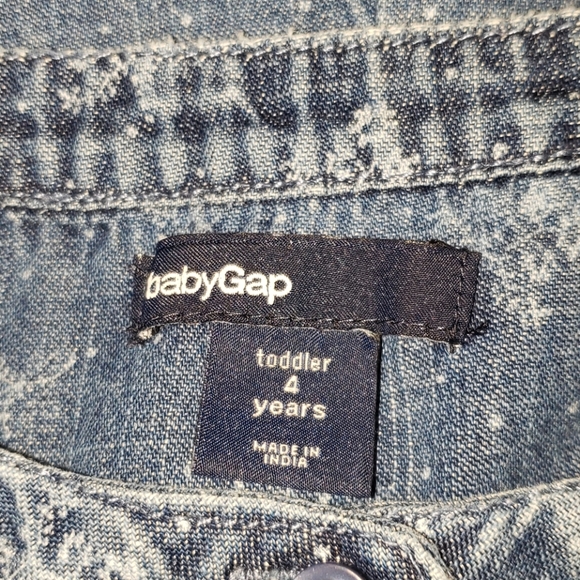 babyGap
toddler
4
years
MADE IN
INDIA